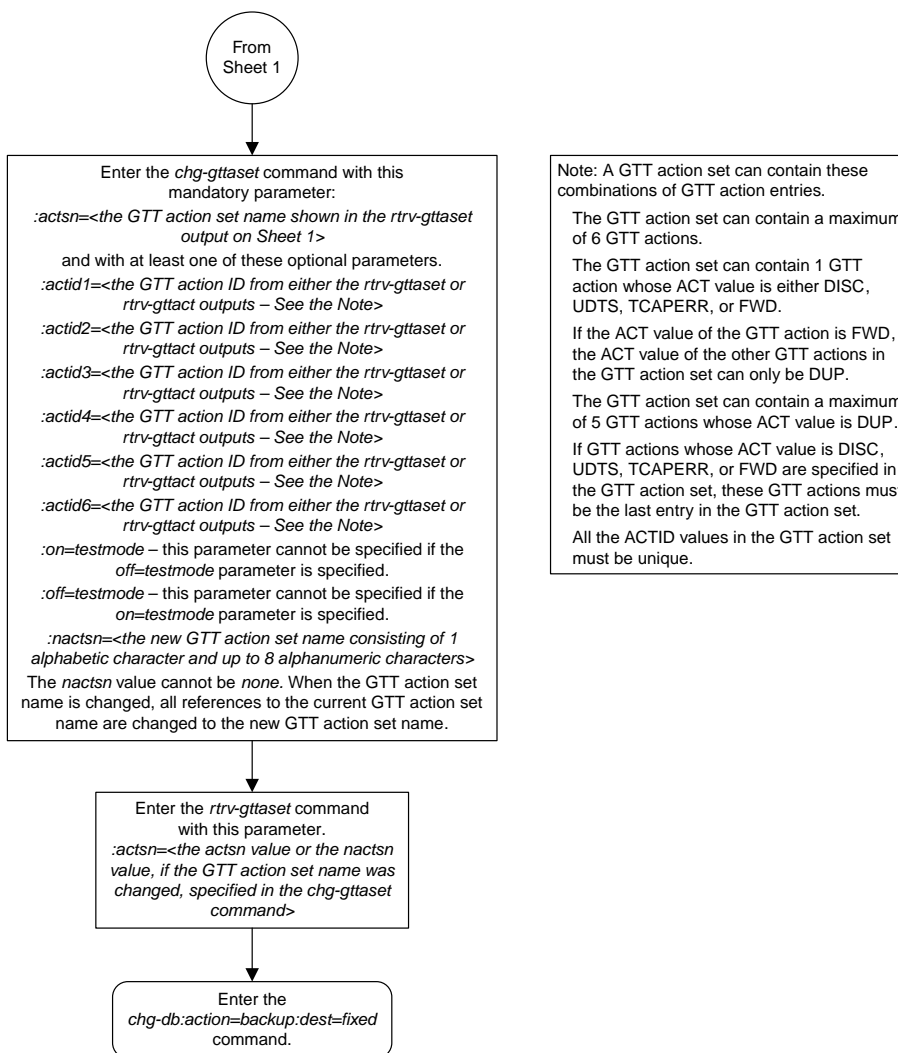 From
Sheet 1
Enter the chg-gttaset command with this
mandatory parameter:
:actsn=<the GTT action set name shown in the rtrv-gttaset
output on Sheet 1>
and with at least one of these optional parameters.
:actid1=<the GTT action ID from either the rtrv-gttaset or
rtrv-gttact outputs – See the Note>
:actid2=<the GTT action ID from either the rtrv-gttaset or
rtrv-gttact outputs – See the Note>
:actid3=<the GTT action ID from either the rtrv-gttaset or
rtrv-gttact outputs – See the Note>
:actid4=<the GTT action ID from either the rtrv-gttaset or
rtrv-gttact outputs – See the Note>
:actid5=<the GTT action ID from either the rtrv-gttaset or
rtrv-gttact outputs – See the Note>
:actid6=<the GTT action ID from either the rtrv-gttaset or
rtrv-gttact outputs – See the Note>
:on=testmode – this parameter cannot be specified if the
off=testmode parameter is specified.
:off=testmode – this parameter cannot be specified if the
on=testmode parameter is specified.
:nactsn=<the new GTT action set name consisting of 1
alphabetic character and up to 8 alphanumeric characters>
The nactsn value cannot be none. When the GTT action set
name is changed, all references to the current GTT action set
name are changed to the new GTT action set name.
Note: A GTT action set can contain these
combinations of GTT action entries.
The GTT action set can contain a maximum
of 6 GTT actions.
The GTT action set can contain 1 GTT
action whose ACT value is either DISC,
UDTS, TCAPERR, or FWD.
If the ACT value of the GTT action is FWD,
the ACT value of the other GTT actions in
the GTT action set can only be DUP.
The GTT action set can contain a maximum
of 5 GTT actions whose ACT value is DUP.
If GTT actions whose ACT value is DISC,
UDTS, TCAPERR, or FWD are specified in
the GTT action set, these GTT actions must
be the last entry in the GTT action set.
All the ACTID values in the GTT action set
must be unique.
Enter the rtrv-gttaset command
with this parameter.
:actsn=<the actsn value or the nactsn
value, if the GTT action set name was
changed, specified in the chg-gttaset
command>
Enter the
chg-db:action=backup:dest=fixed
command.